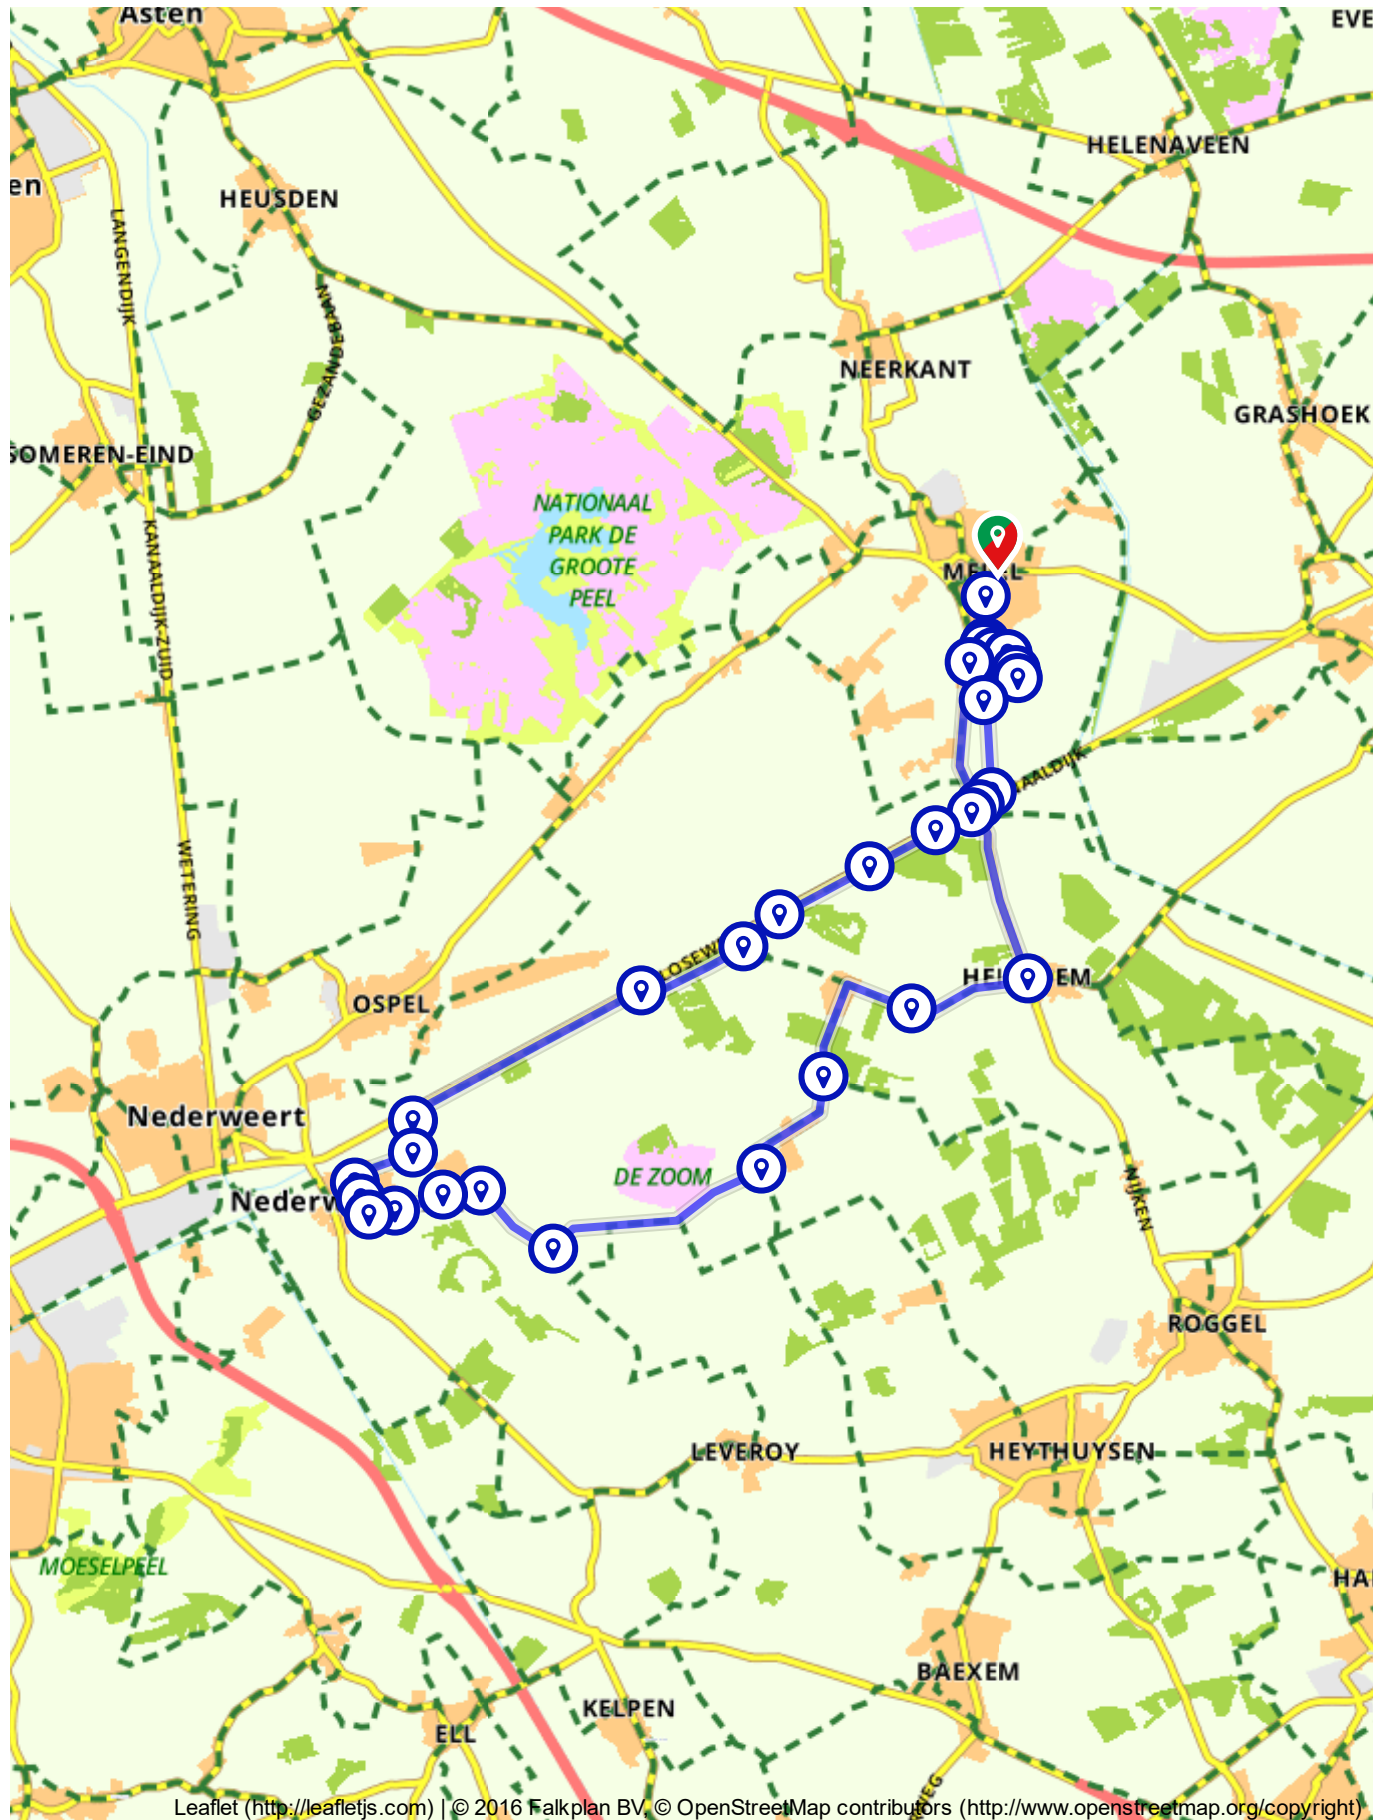 Asten
EVE
HELENAVEEN
en
HEUSDEN
LANGENDIJK
GEZANDEBAAN
NEERKANT
GRASHOEK
SOMEREN-EIND
NATIONAAL
PARK DE
GROOTE
PEEL
KANAALDIJK-ZUID
WETERING
OSPEL
Nederweert
DE ZOOM
NIJKEN
ROGGEL
LEVEROY
HEYTHUYSEN
MOESELPEEL
HA
BAEXEM
KELPEN
ELL
Leaflet (http://leafletjs.com) | © 2016 Falkplan BV, © OpenStreetMap contributors (http://www.openstreetmap.org/copyright)